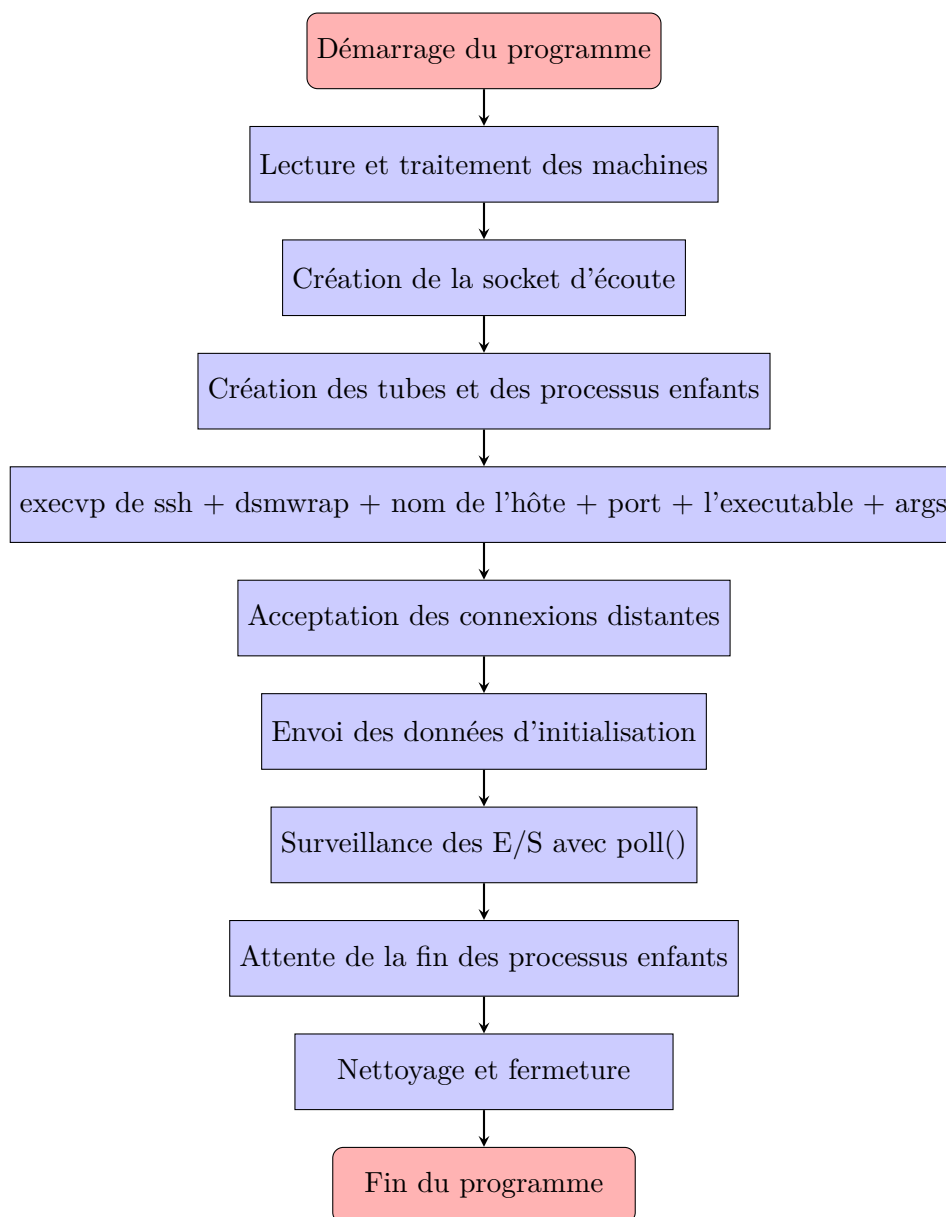 Démarrage du programme
Lecture et traitement des machines
Création de la socket d'écoute
Création des tubes et des processus enfants
execvp de ssh + dsmwrap + nom de l'hôte + port + l'executable + args
Acceptation des connexions distantes
Envoi des données d'initialisation
Surveillance des E/S avec poll()
Attente de la fin des processus enfants
Nettoyage et fermeture
Fin du programme